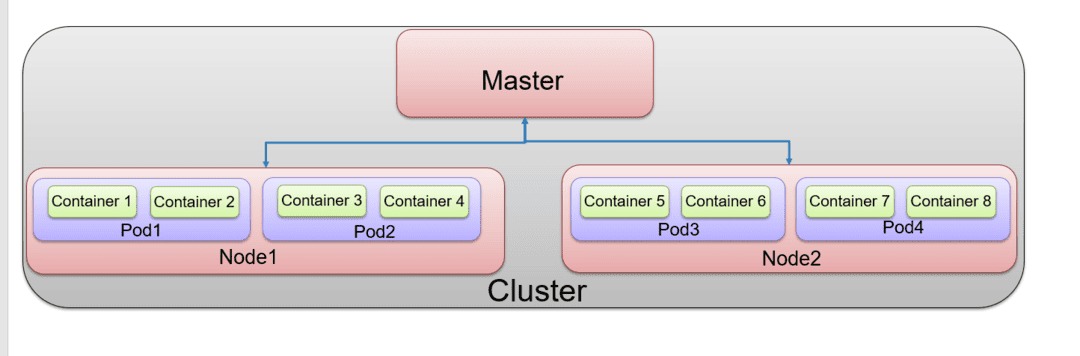 Master
Container 1
Container 2
Pod1
Container 3
Container 4
Pod2
Node1
Container 5
Container 6
Pod3
Container 7
Container 8
Pod4
Node2
Cluster